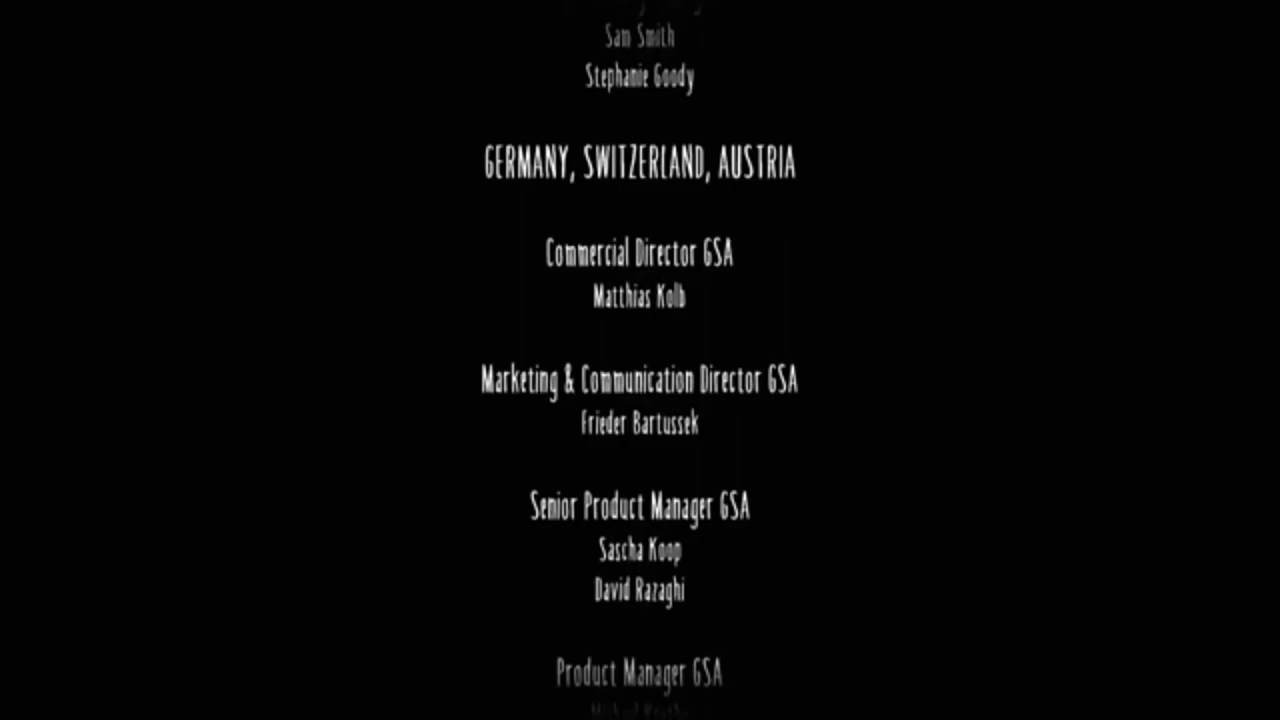 Sam Smith
Stephanie Goody
GERMANY, SWITZERLAND, AUSTRIA
Commercial Director GSA
Matthias Kolb
Marketing & Communication Director GSA
Frieder Bartussek
Senior Product Manager GSA
Sascha Koop
David Razaghi
Product Manager GSA